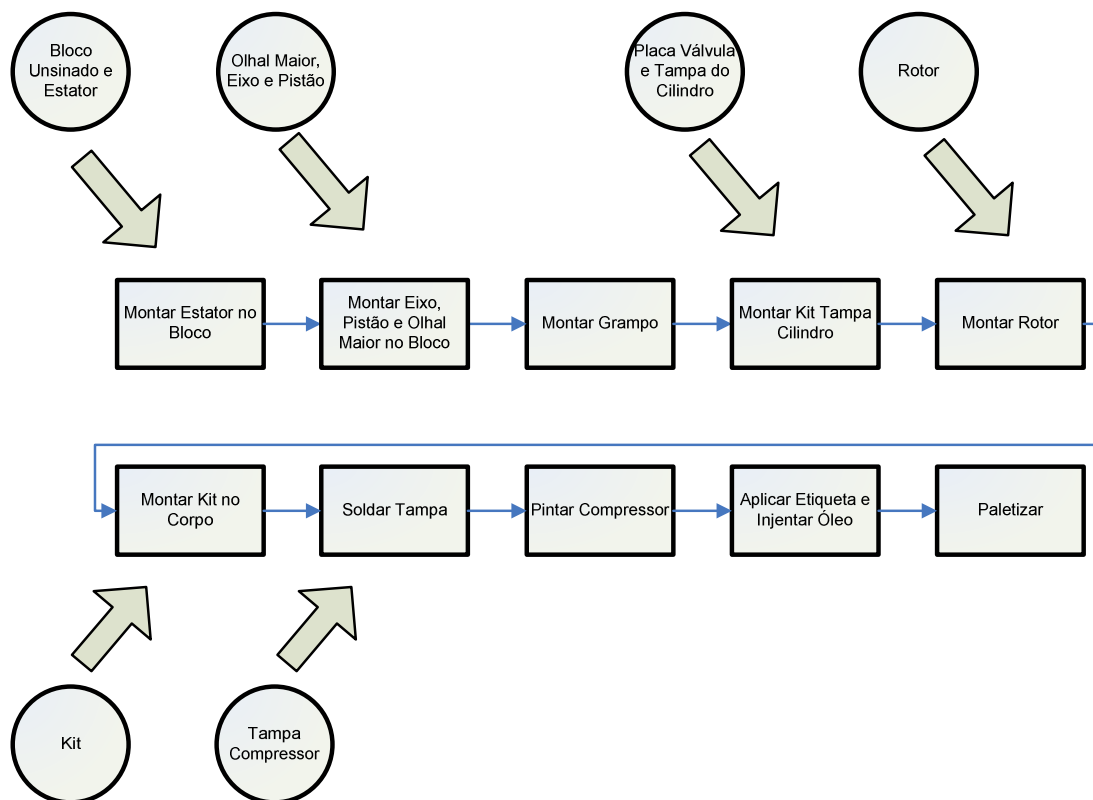 Bloco
Unsinado e
Estator
Olhal Maior,
Eixo e Pistão
Placa Válvula
e Tampa do
Cilindro
Rotor
Montar Estator no
Bloco
Montar Eixo,
Pistão e Olhal
Maior no Bloco
Montar Grampo
Montar Kit Tampa
Cilindro
Montar Rotor
Montar Kit no
Corpo
Soldar Tampa
Pintar Compressor
Aplicar Etiqueta e
Injentar Óleo
Paletizar
Kit
Tampa
Compressor